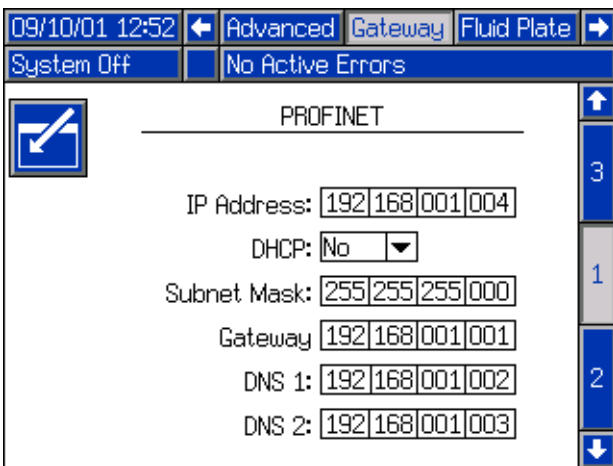 09/10/01 12:52 Advanced Gateway Fluid Plate
System Off No Active Errors
PROFINET
3
IP Address: 192 168 001 004
DHCP: No
1
Subnet Mask: 255 255 255 000
Gateway 192 168 001 001
DNS 1: 192 168 001 002
2
DNS 2: 192 168 001 003